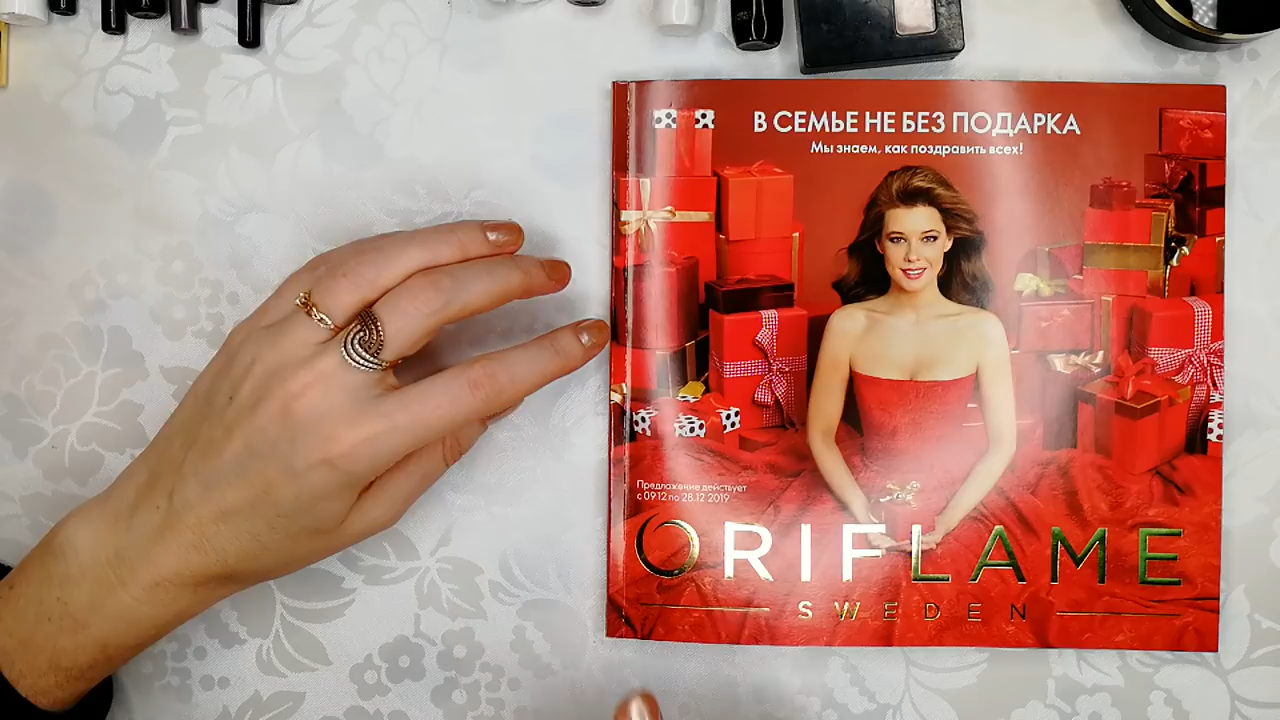 В СЕМЬЕ НЕ БЕЗ ПОДАРКА
Мы знаем, как поздравить всех!
Предложение действует
с 09.12 по 28.12 2019
ORIFLAME
SWEDEN